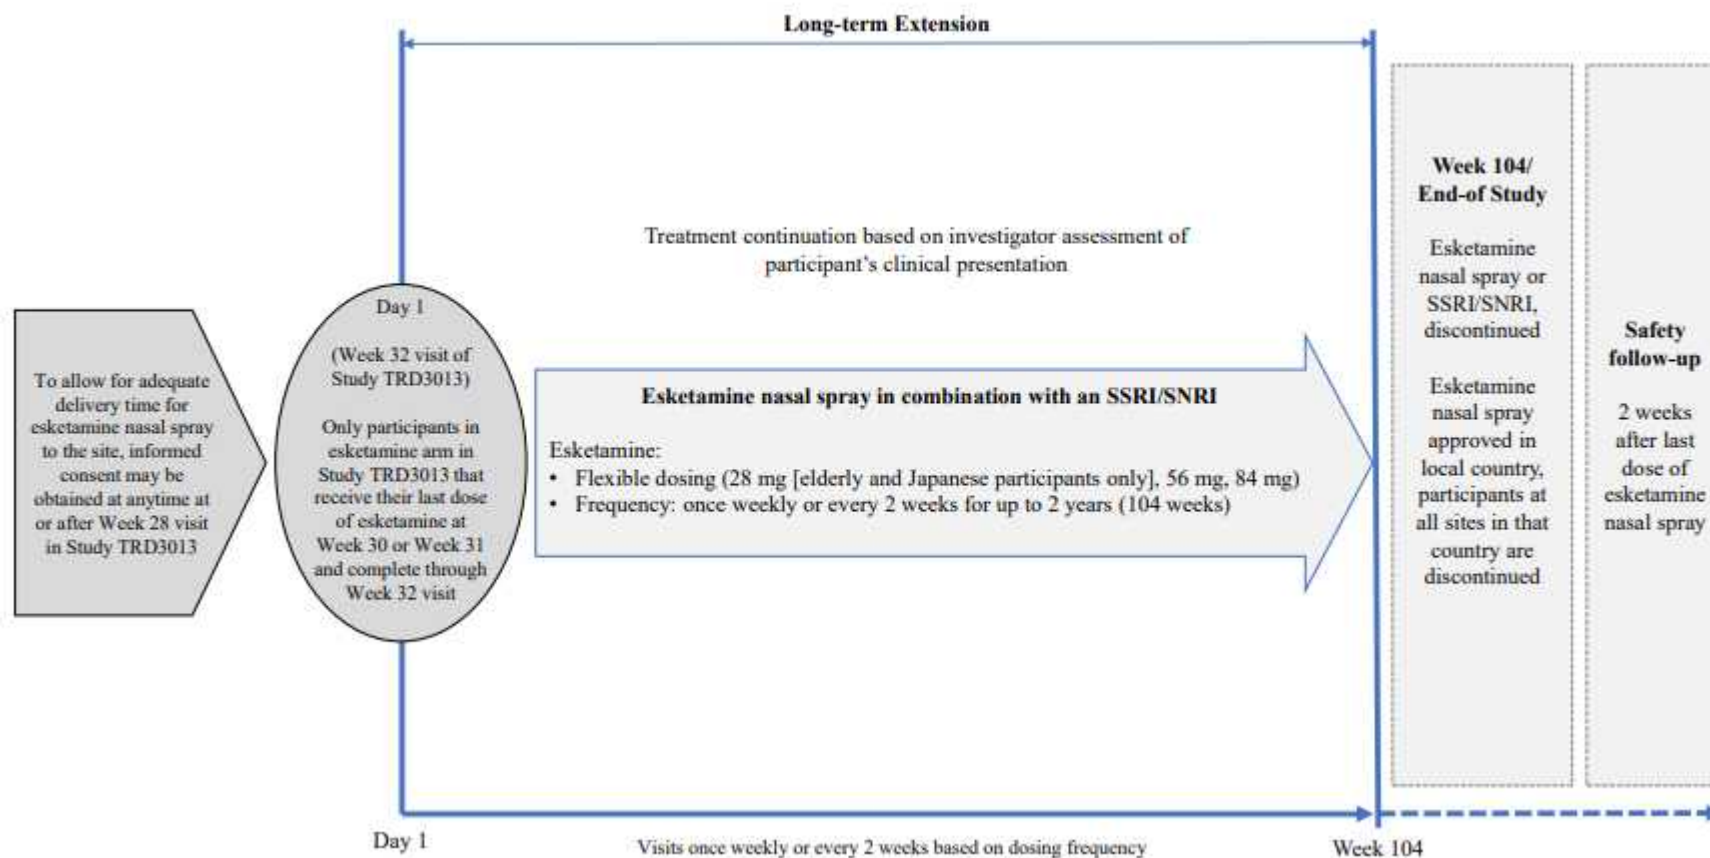 Long-term Extension
To allow for adequate
delivery time for
esketamine nasal spray
to the site, informed
consent may be
obtained at anytime at
or after Week 28 visit
in Study TRD3013
Day 1
(Week 32 visit of
Study TRD3013)
Only participants in
esketamine arm in
Study TRD3013 that
receive their last dose
of esketamine at
Week 30 or Week 31
and complete through
Week 32 visit
Treatment continuation based on investigator assessment of
participant's clinical presentation
Esketamine nasal spray in combination with an SSRI/SNRI
Esketamine:
• Flexible dosing (28 mg [elderly and Japanese participants only], 56 mg, 84 mg)
• Frequency: once weekly or every 2 weeks for up to 2 years (104 weeks)
Week 104/
End-of Study
Esketamine
nasal spray or
SSRI/SNRI,
discontinued
Esketamine
nasal spray
approved in
local country,
participants at
all sites in that
country are
discontinued
Safety
follow-up
2 weeks
after last
dose of
esketamine
nasal spray
Day 1
Visits once weekly or every 2 weeks based on dosing frequency
Week 104